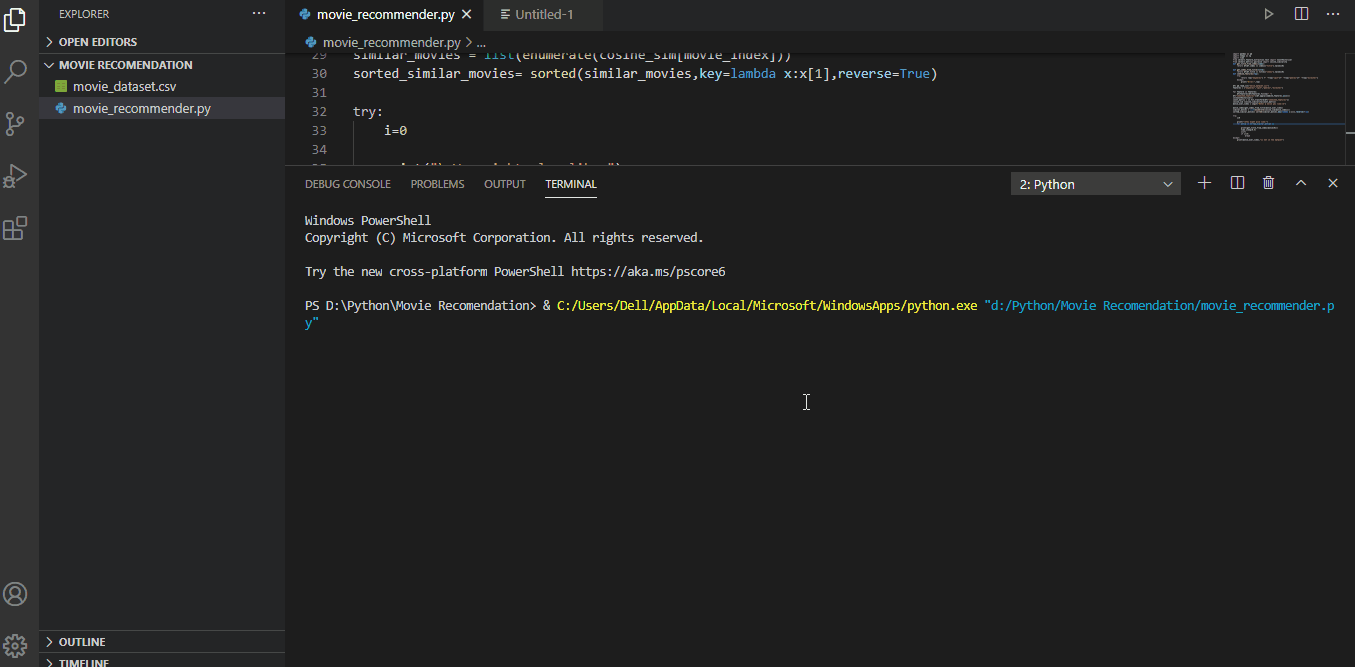 EXPLORER
OPEN EDITORS
MOVIE RECOMENDATION
movie_dataset.csv
movie_recommender.py
OUTLINE
TIMELINE
movie_recommender.py
Untitled-1
movie_recommender.py > ...
29 similar_movies = list(enumerate(cosine_sim[movie_index]))
30 sorted_similar_movies= sorted(similar_movies,key=lambda x:x[1],reverse=True)
31
32 try:
33 i=0
34
DEBUG CONSOLE PROBLEMS OUTPUT TERMINAL
2: Python
Windows PowerShell
Copyright (C) Microsoft Corporation. All rights reserved.
Try the new cross-platform PowerShell https://aka.ms/pscore6
PS D:\Python\Movie Recomendation> & C:/Users/Dell/AppData/Local/Microsoft/WindowsApps/python.exe "d:/Python/Movie Recomendation/movie_recommender.p
y"